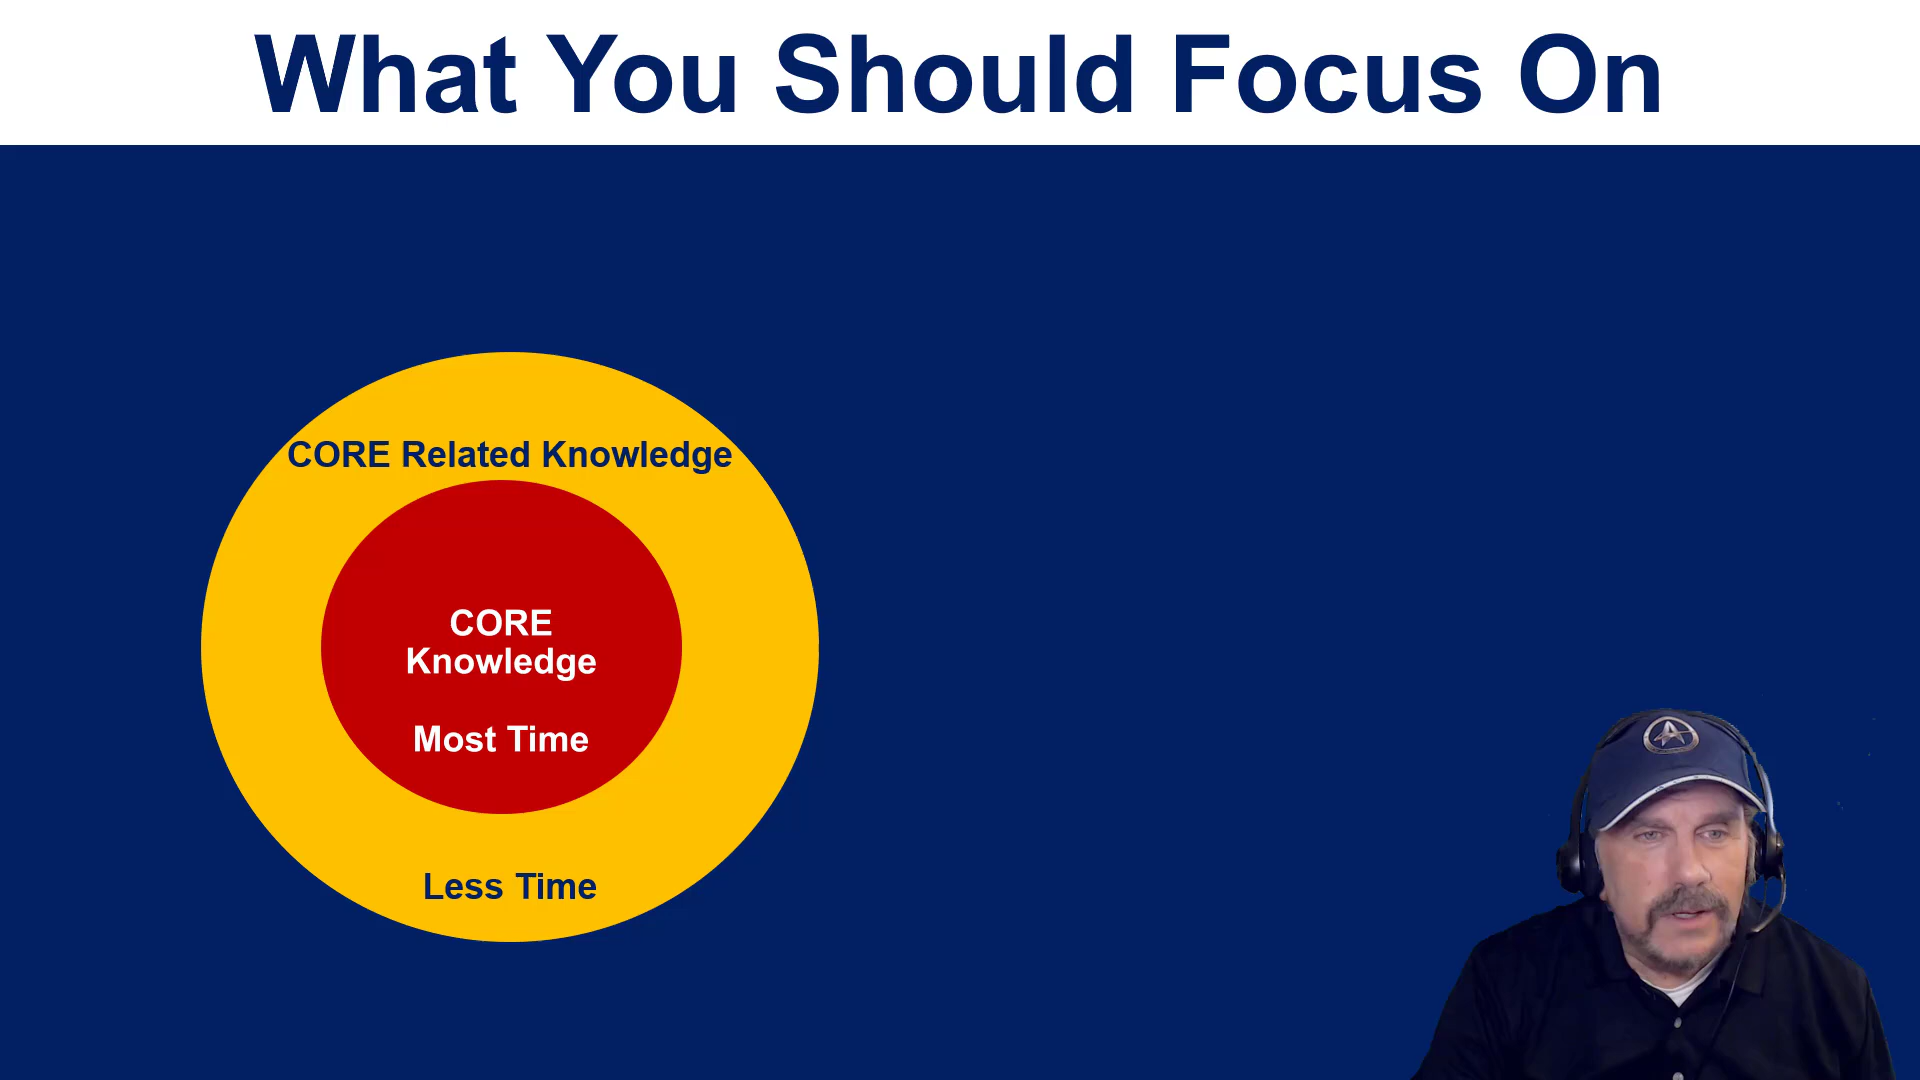 What You Should Focus On
CORE Related Knowledge
CORE
Knowledge
Most Time
Less Time